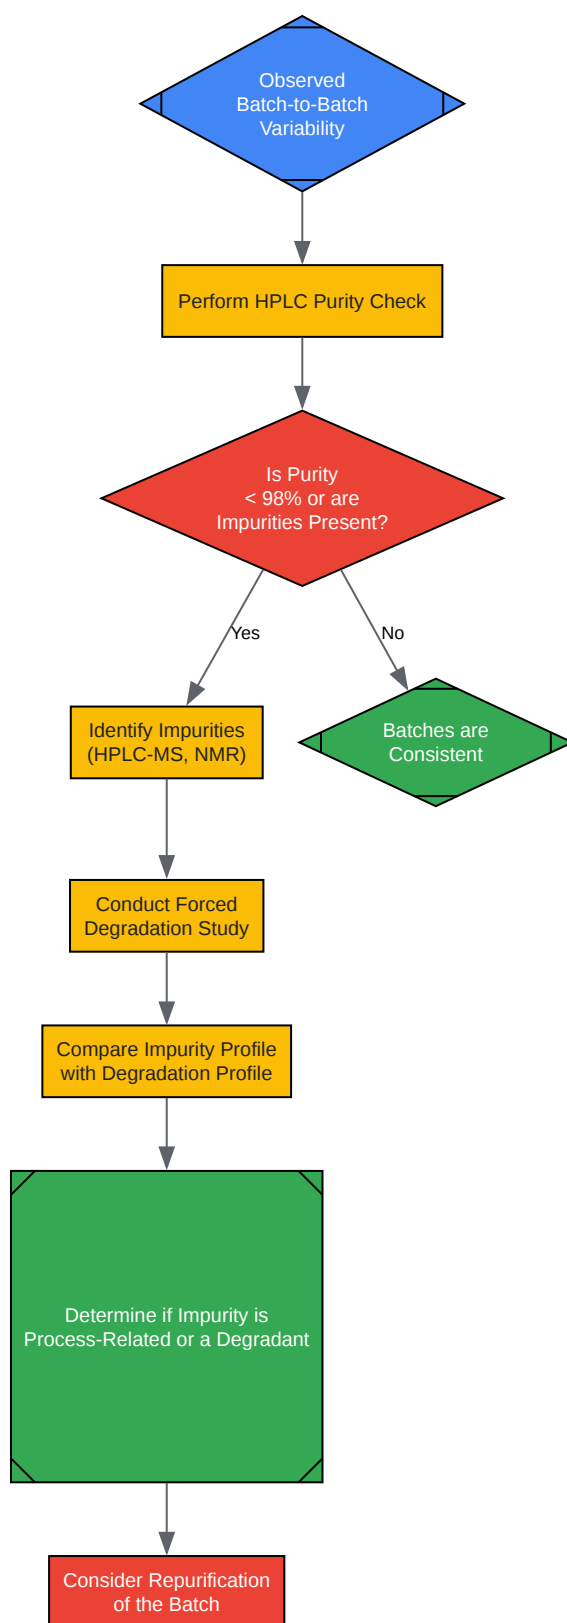 Observed
Batch-to-Batch
Variability
Perform HPLC Purity Check
Is Purity
< 98% or are
Impurities Present?
Yes
No
Identify Impurities
(HPLC-MS, NMR)
Batches are
Consistent
Conduct Forced
Degradation Study
Compare Impurity Profile
with Degradation Profile
Determine if Impurity is
Process-Related or a Degradant
Consider Repurification
of the Batch